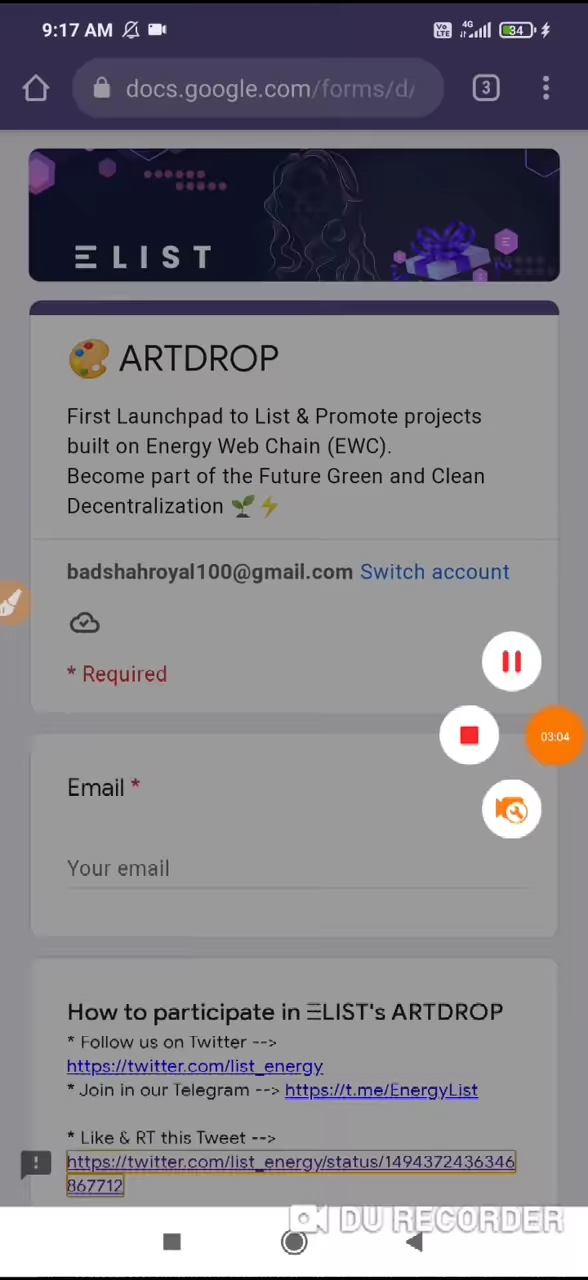 9:17 AM
Vo LTE 4G 34
docs.google.com/forms/d/
3
ΞLIST
ARTDROP
First Launchpad to List & Promote projects
built on Energy Web Chain (EWC).
Become part of the Future Green and Clean
Decentralization 🌱⚡
badshahroyal100@gmail.com Switch account
* Required
03:04
Email *
Your email
How to participate in ΞLIST's ARTDROP
* Follow us on Twitter -->
https://twitter.com/list_energy
* Join in our Telegram --> https://t.me/EnergyList
* Like & RT this Tweet -->
https://twitter.com/list_energy/status/1494372436346
867712
DU RECORDER